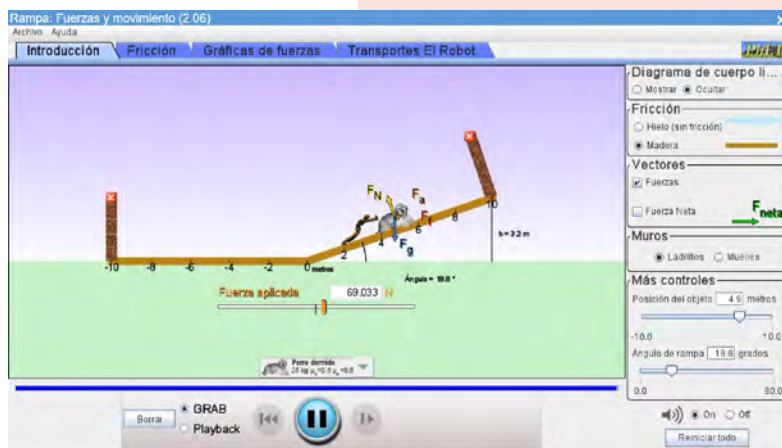 Rampa: Fuerzas y movimiento (2.06)
Archivo Ayuda
Introducción Fricción Gráficas de fuerzas Transportes El Robot
Diagrama de cuerpo li...
Mostrar Ocultar
Fricción
Hielo (sin fricción)
Madera
Vectores
Fuerzas
Fuerza Neta
Fneta
Muros
Ladrillos Muelles
Más controles
Posición del objeto 4.9 metros
-10.0 10.0
Ángulo de rampa 18.8 grados
0.0
On Off
Reiniciar todo
FN
Fa
Fg
-10 -8 -6 -4 -2 0 metros 2 4 6 8 10
h = 3.2 m
Fuerza aplicada 69.033 N
Perro dormido
Borrar
GRAB
Playback